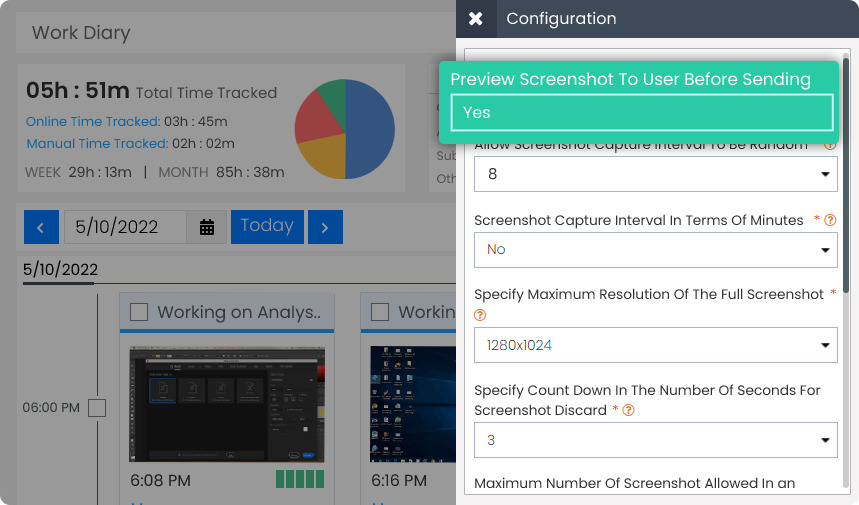 Work Diary
05h : 51m Total Time Tracked
Online Time Tracked: 03h : 45m
Manual Time Tracked: 02h : 02m
WEEK 29h : 13m | MONTH 85h : 38m
Sub
Oth
5/10/2022
Today
5/10/2022
Working on Analys..
Workin
06:00 PM
6:08 PM
6:16 PM
Configuration
Preview Screenshot To User Before Sending
Yes
Allow Screenshot Capture Interval To Be Random
8
Screenshot Capture Interval In Terms Of Minutes *
No
Specify Maximum Resolution Of The Full Screenshot *
1280x1024
Specify Count Down In The Number Of Seconds For
Screenshot Discard *
3
Maximum Number Of Screenshot Allowed In an